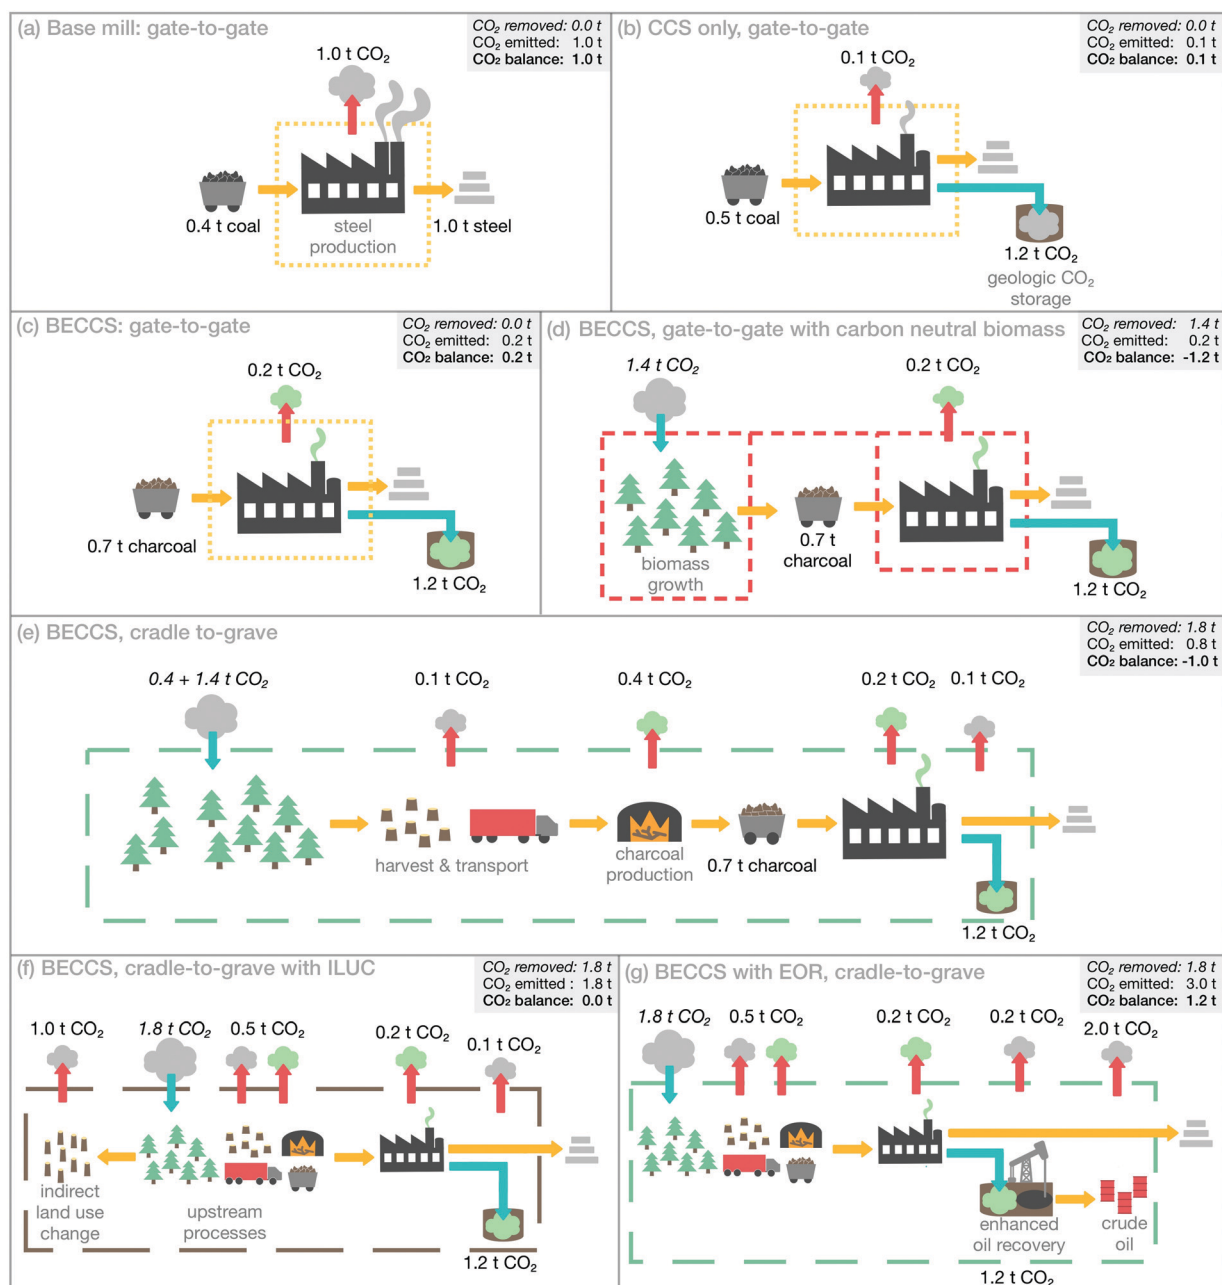 (a) Base mill: gate-to-gate
CO₂ removed: 0.0 t
CO₂ emitted: 1.0 t
CO₂ balance: 1.0 t
1.0 t CO₂
0.4 t coal
steel
production
1.0 t steel
(b) CCS only, gate-to-gate
CO₂ removed: 0.0 t
CO₂ emitted: 0.1 t
CO₂ balance: 0.1 t
0.1 t CO₂
0.5 t coal
1.2 t CO₂
geologic CO₂
storage
(c) BECCS: gate-to-gate
CO₂ removed: 0.0 t
CO₂ emitted: 0.2 t
CO₂ balance: 0.2 t
0.2 t CO₂
0.7 t charcoal
1.2 t CO₂
(d) BECCS, gate-to-gate with carbon neutral biomass
CO₂ removed: 1.4 t
CO₂ emitted: 0.2 t
CO₂ balance: -1.2 t
1.4 t CO₂
0.2 t CO₂
biomass
growth
0.7 t
charcoal
1.2 t CO₂
(e) BECCS, cradle to-grave
CO₂ removed: 1.8 t
CO₂ emitted: 0.8 t
CO₂ balance: -1.0 t
0.4 + 1.4 t CO₂
0.1 t CO₂
0.4 t CO₂
0.2 t CO₂
0.1 t CO₂
harvest & transport
charcoal
production
0.7 t charcoal
1.2 t CO₂
(f) BECCS, cradle-to-grave with ILUC
CO₂ removed: 1.8 t
CO₂ emitted : 1.8 t
CO₂ balance: 0.0 t
1.0 t CO₂
1.8 t CO₂
0.5 t CO₂
0.2 t CO₂
0.1 t CO₂
indirect
land use
change
upstream
processes
1.2 t CO₂
(g) BECCS with EOR, cradle-to-grave
CO₂ removed: 1.8 t
CO₂ emitted: 3.0 t
CO₂ balance: 1.2 t
1.8 t CO₂
0.5 t CO₂
0.2 t CO₂
0.2 t CO₂
2.0 t CO₂
enhanced
oil recovery
crude
oil
1.2 t CO₂